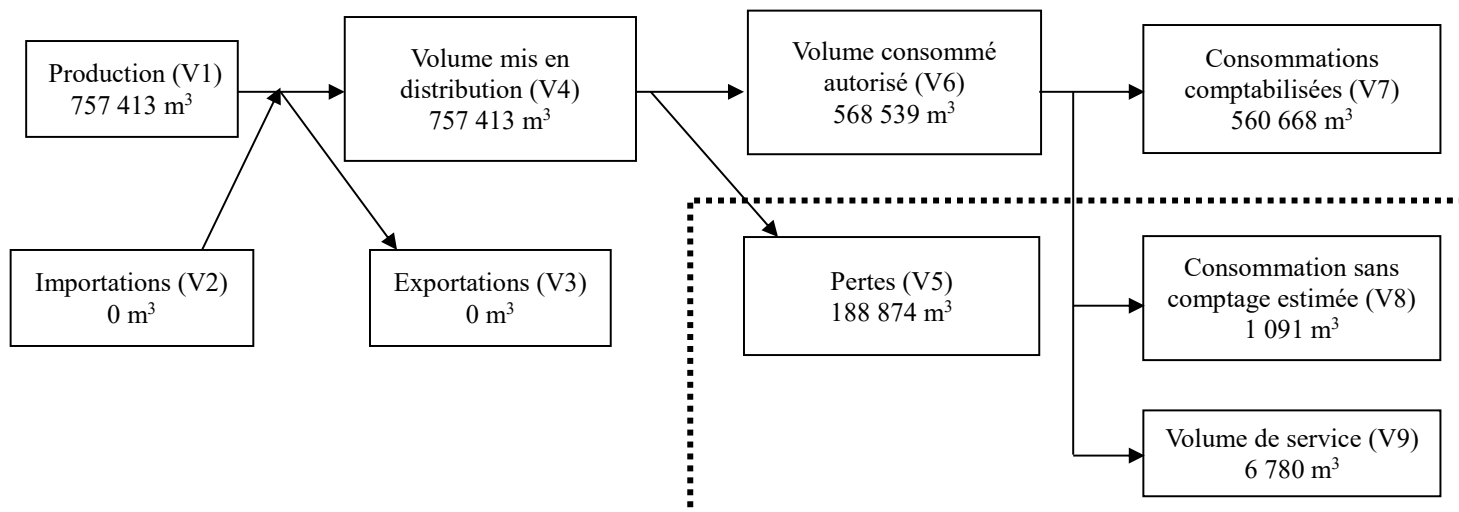 Production (V1)
757 413 m³
Volume mis en
distribution (V4)
757 413 m³
Volume consommé
autorisé (V6)
568 539 m³
Consommations
comptabilisées (V7)
560 668 m³
Importations (V2)
0 m³
Exportations (V3)
0 m³
Pertes (V5)
188 874 m³
Consommation sans
comptage estimée (V8)
1 091 m³
Volume de service (V9)
6 780 m³